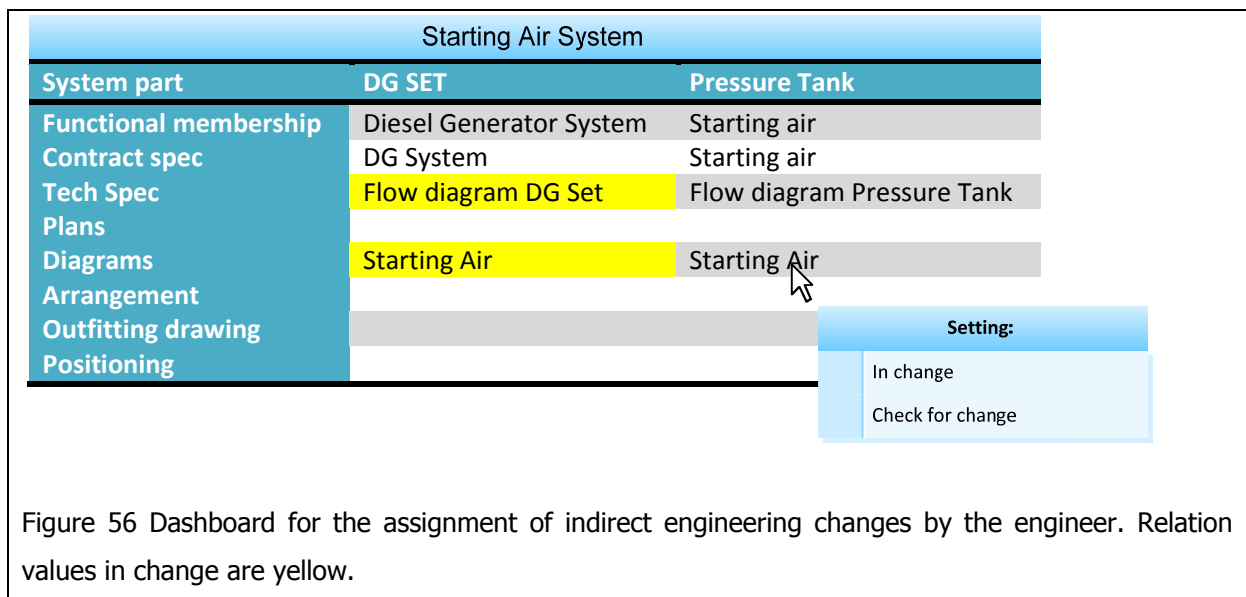 Starting Air System
System part DG SET Pressure Tank
Functional membership Diesel Generator System Starting air
Contract spec DG System Starting air
Tech Spec Flow diagram DG Set Flow diagram Pressure Tank
Plans
Diagrams Starting Air Starting Air
Arrangement
Outfitting drawing
Setting:
Positioning
In change
Check for change
Figure 56 Dashboard for the assignment of indirect engineering changes by the engineer. Relation
values in change are yellow.